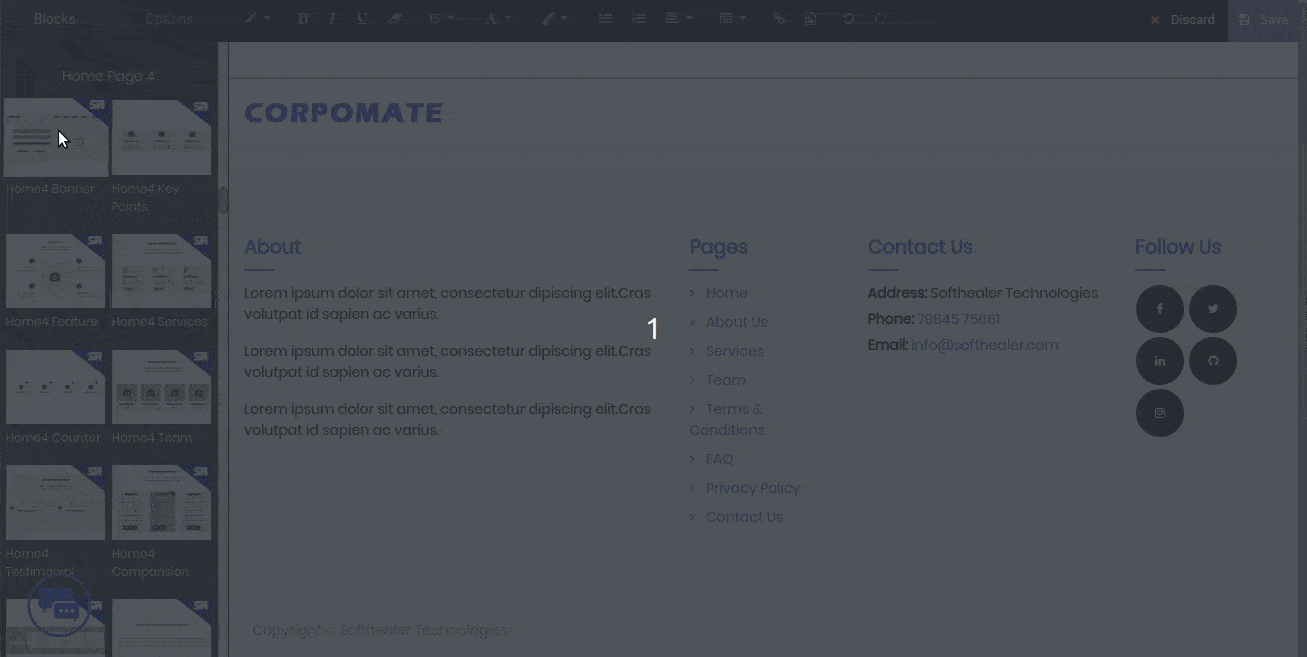 Blocks
Options
Discard
Save
Home Page 4
Home4 Banner
Home4 Key
Points
Home4 Feature
Home4 Services
Home4 Counter
Home4 Team
Home4
Testimonial
Home4
Comparision
CORPOMATE
About
Lorem ipsum dolor sit amet, consectetur dipiscing elit.Cras
volutpat id sapien ac varius.
Lorem ipsum dolor sit amet, consectetur dipiscing elit.Cras
volutpat id sapien ac varius.
Lorem ipsum dolor sit amet, consectetur dipiscing elit.Cras
volutpat id sapien ac varius.
Pages
Home
About Us
Services
Team
Terms &
Conditions
FAQ
Privacy Policy
Contact Us
Contact Us
Address: Softhealer Technologies
Phone: 79845 75681
Email: info@softhealer.com
Follow Us
1
Copyright © Softhealer Technologies